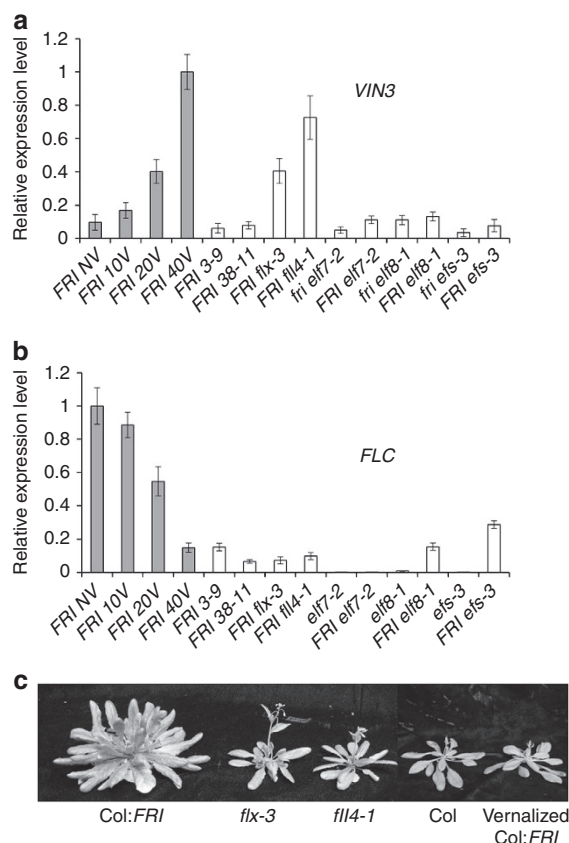 a
Relative expression level
1.2
1
0.8
0.6
0.4
0.2
0
VIN3
FRI NV
FRI 10V
FRI 20V
FRI 40V
FRI 3-9
FRI 38-11
FRI flx-3
FRI fll4-1
fri elf7-2
FRI elf7-2
fri elf8-1
FRI elf8-1
fri efs-3
FRI efs-3
b
Relative expression level
1.2
1
0.8
0.6
0.4
0.2
0
FLC
FRI NV
FRI 10V
FRI 20V
FRI 40V
FRI 3-9
FRI 38-11
FRI flx-3
FRI fll4-1
elf7-2
FRI elf7-2
elf8-1
FRI elf8-1
efs-3
FRI efs-3
c
Col:FRI
flx-3
fll4-1
Col
Vernalized
Col:FRI